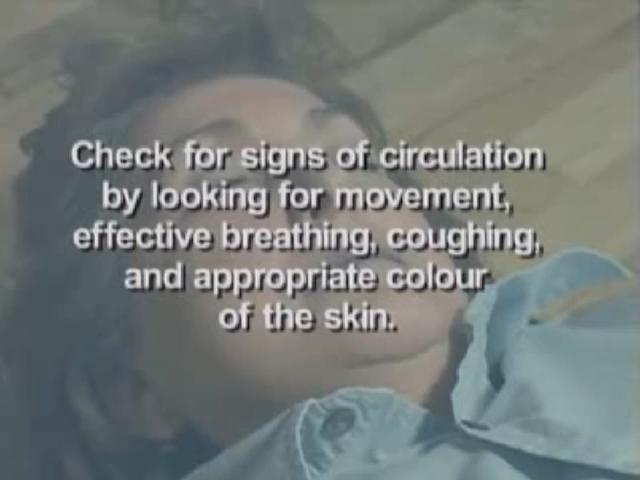 Check for signs of circulation
by looking for movement,
effective breathing, coughing,
and appropriate colour
of the skin.